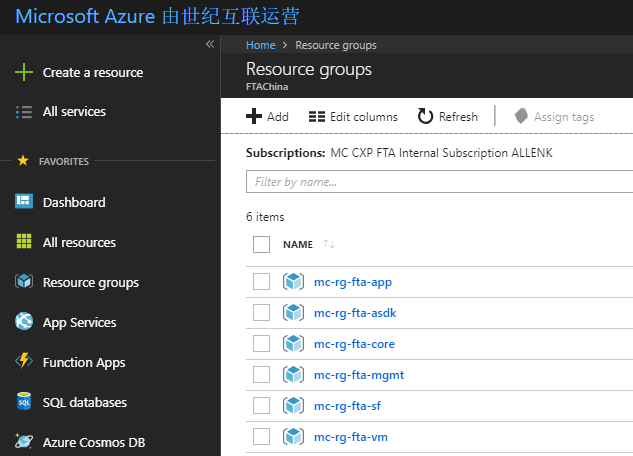 Microsoft Azure 由世纪互联运营
«
Create a resource
All services
FAVORITES
Dashboard
All resources
Resource groups
App Services
Function Apps
SQL databases
Azure Cosmos DB
Home > Resource groups
Resource groups
FTAChina
Add Edit columns Refresh Assign tags
Subscriptions: MC CXP FTA Internal Subscription ALLENK
Filter by name...
6 items
NAME
mc-rg-fta-app
mc-rg-fta-asdk
mc-rg-fta-core
mc-rg-fta-mgmt
mc-rg-fta-sf
mc-rg-fta-vm